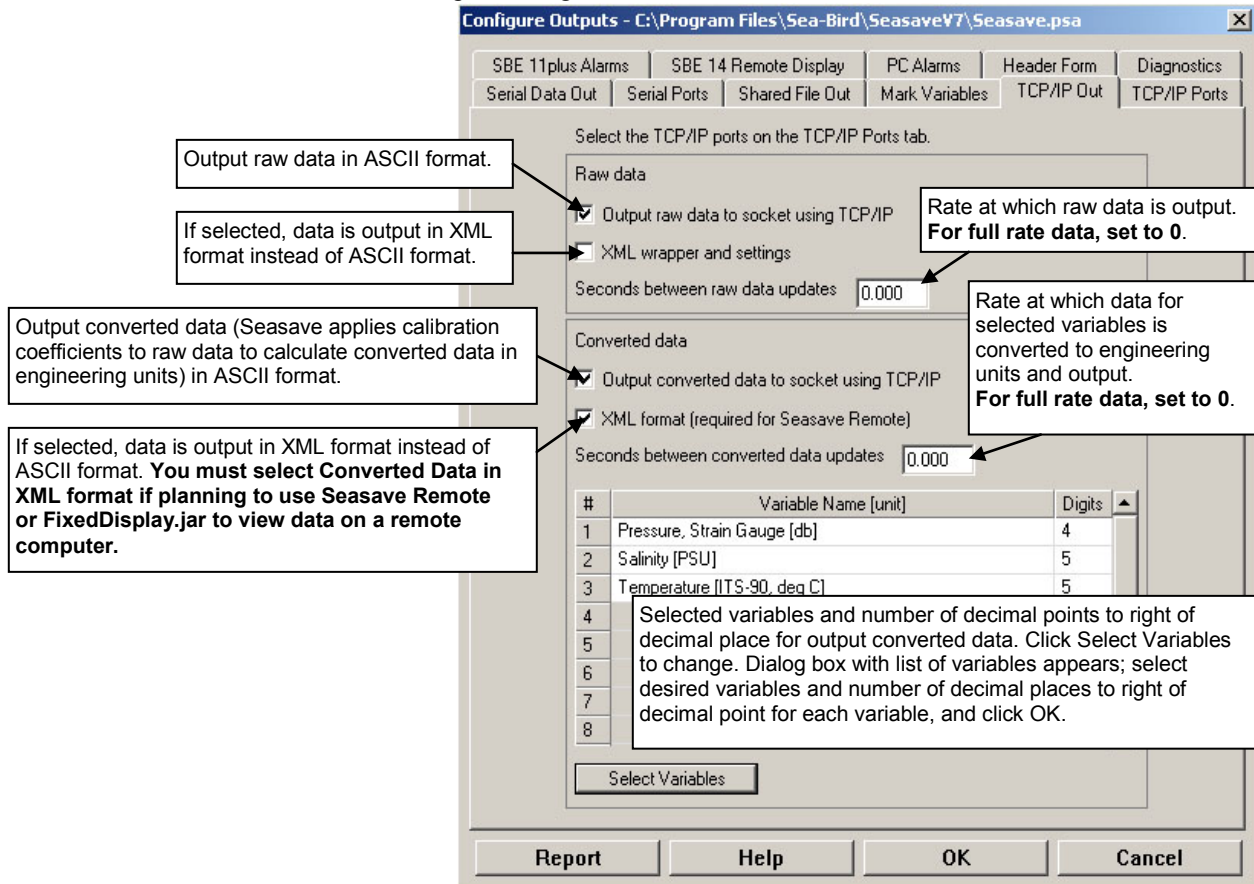 Configure Outputs - C:\Program Files\Sea-Bird\SeasaveV7\Seasave.psa
SBE 11plus Alarms
SBE 14 Remote Display
PC Alarms
Header Form
Diagnostics
Serial Data Out
Serial Ports
Shared File Out
Mark Variables
TCP/IP Out
TCP/IP Ports
Select the TCP/IP ports on the TCP/IP Ports tab.
Output raw data in ASCII format.
Raw data
Output raw data to socket using TCP/IP
Rate at which raw data is output.
For full rate data, set to 0.
If selected, data is output in XML
format instead of ASCII format.
XML wrapper and settings
Seconds between raw data updates
0.000
Rate at which data for
selected variables is
converted to engineering
units and output.
For full rate data, set to 0.
Output converted data (Seasave applies calibration
coefficients to raw data to calculate converted data in
engineering units) in ASCII format.
Converted data
Output converted data to socket using TCP/IP
XML format (required for Seasave Remote)
If selected, data is output in XML format instead of
ASCII format. You must select Converted Data in
XML format if planning to use Seasave Remote
or FixedDisplay.jar to view data on a remote
computer.
Seconds between converted data updates
0.000
# Variable Name [unit] Digits
1 Pressure, Strain Gauge [db] 4
2 Salinity [PSU] 5
3 Temperature [ITS-90, deg C] 5
4
5
6
7
8
Selected variables and number of decimal points to right of
decimal place for output converted data. Click Select Variables
to change. Dialog box with list of variables appears; select
desired variables and number of decimal places to right of
decimal point for each variable, and click OK.
Select Variables
Report
Help
OK
Cancel